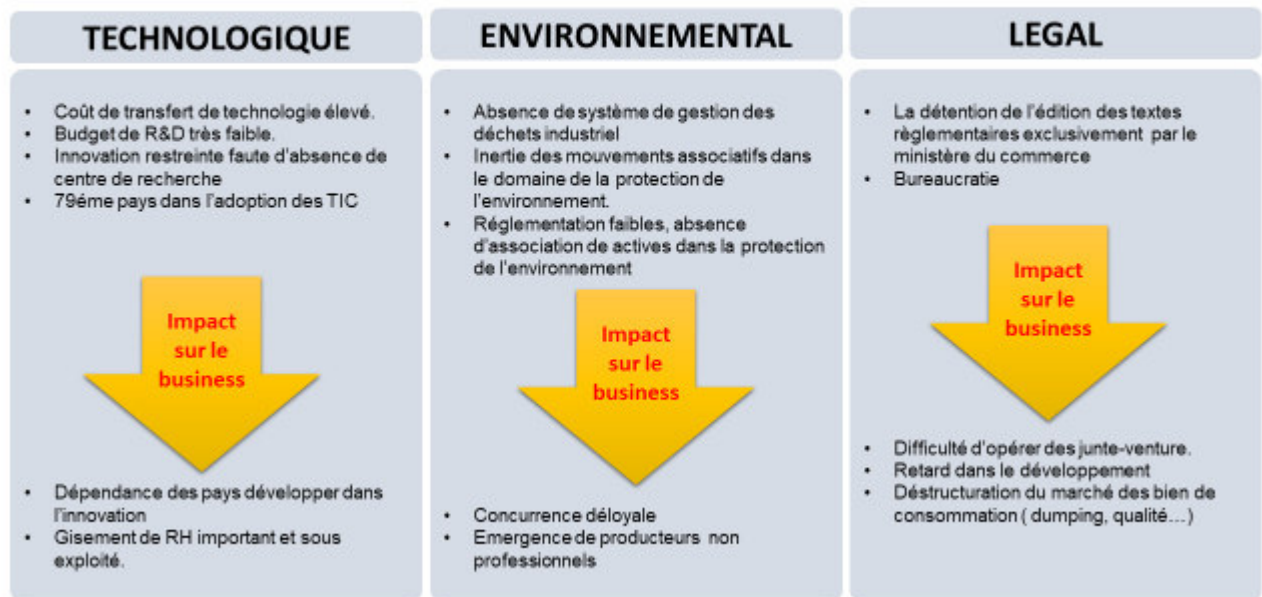 TECHNOLOGIQUE
• Coût de transfert de technologie élevé.
• Budget de R&D très faible.
• Innovation restreinte faute d'absence de
centre de recherche
• 79éme pays dans l'adoption des TIC
Impact
sur le
business
• Dépendance des pays développer dans
l'innovation
• Gisement de RH important et sous
exploité.
ENVIRONNEMENTAL
• Absence de système de gestion des
déchets industriel
• Inertie des mouvements associatifs dans
le domaine de la protection de
l'environnement.
• Réglementation faibles, absence
d'association de actives dans la protection
de l'environnement
Impact
sur le
business
• Concurrence déloyale
• Emergence de producteurs non
professionnels
LEGAL
• La détention de l'édition des textes
règlementaires exclusivement par le
ministère du commerce
• Bureaucratie
Impact
sur le
business
• Difficulté d'opérer des junte-venture.
• Retard dans le développement
• Déstructuration du marché des bien de
consommation ( dumping, qualité…)